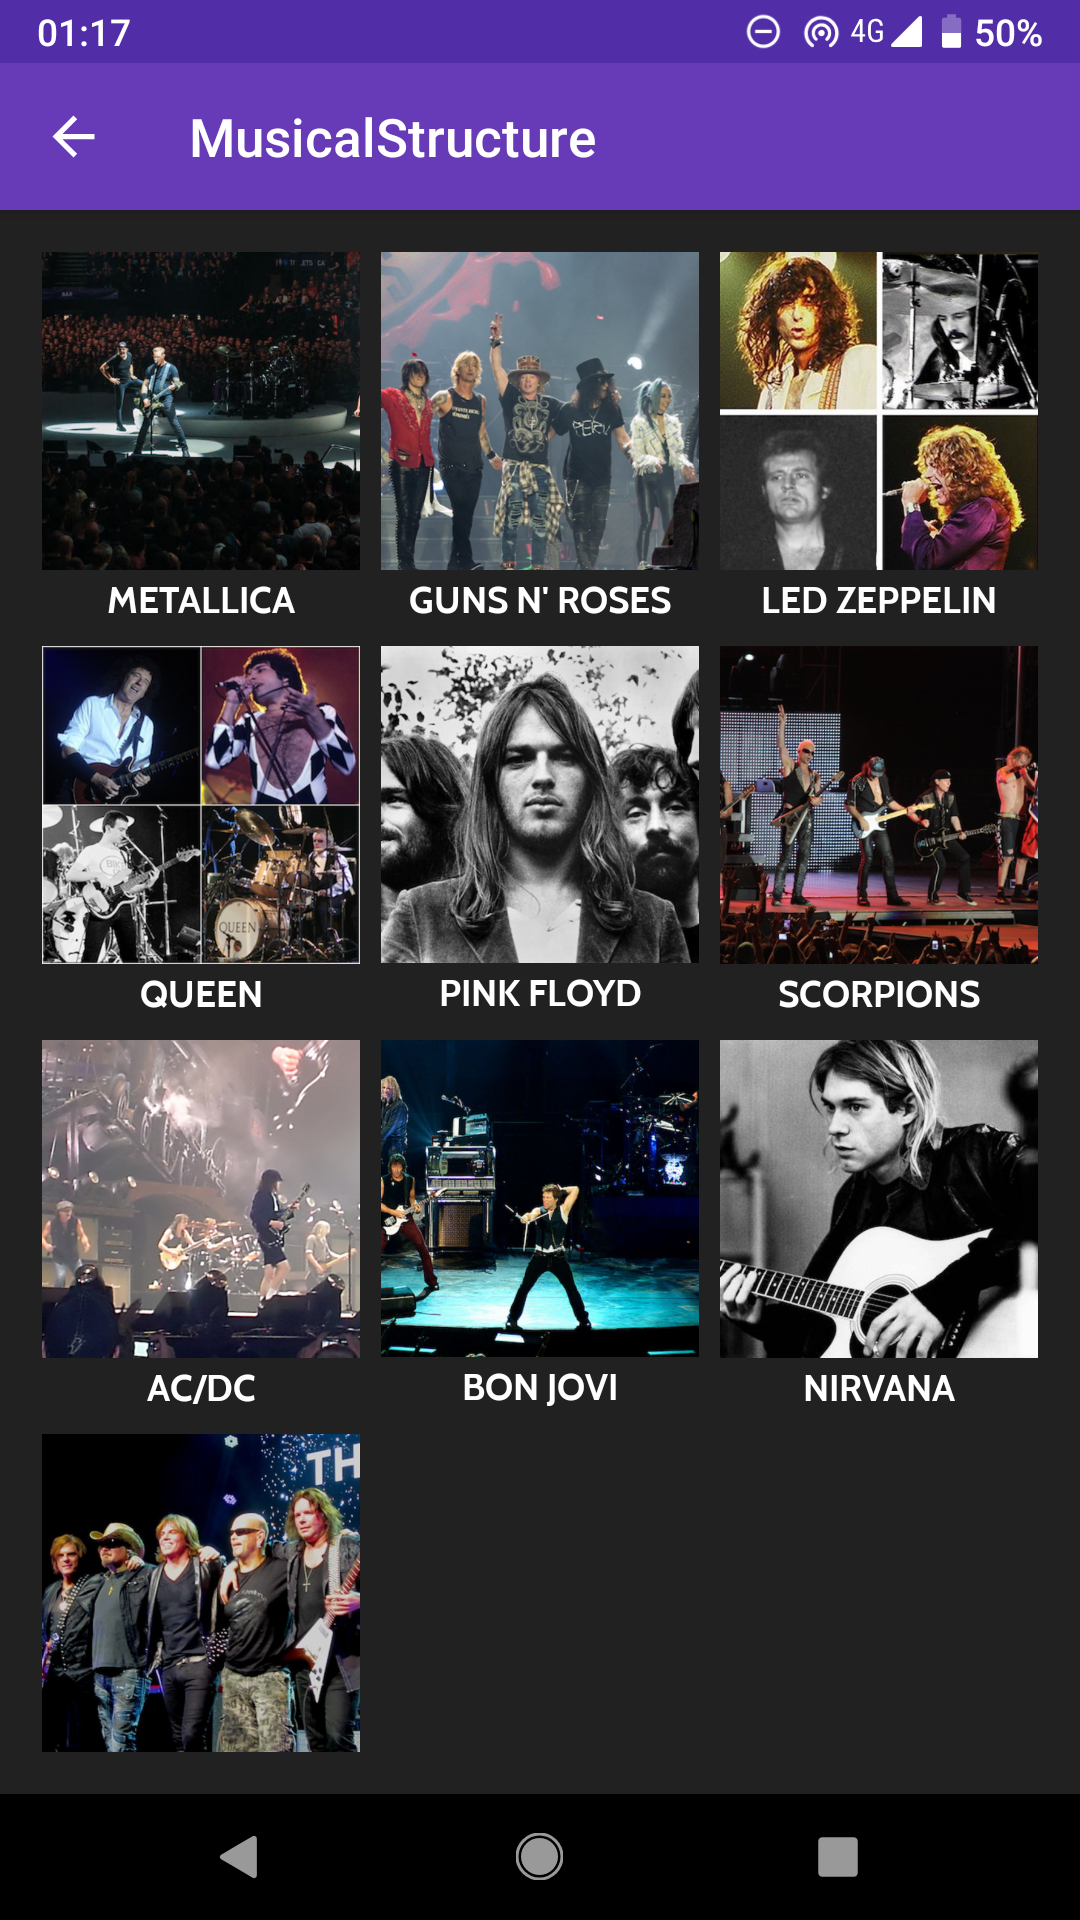 01:17
4G
50%
MusicalStructure
METALLICA
GUNS N' ROSES
LED ZEPPELIN
QUEEN
QUEEN
PINK FLOYD
SCORPIONS
AC/DC
BON JOVI
NIRVANA
TH